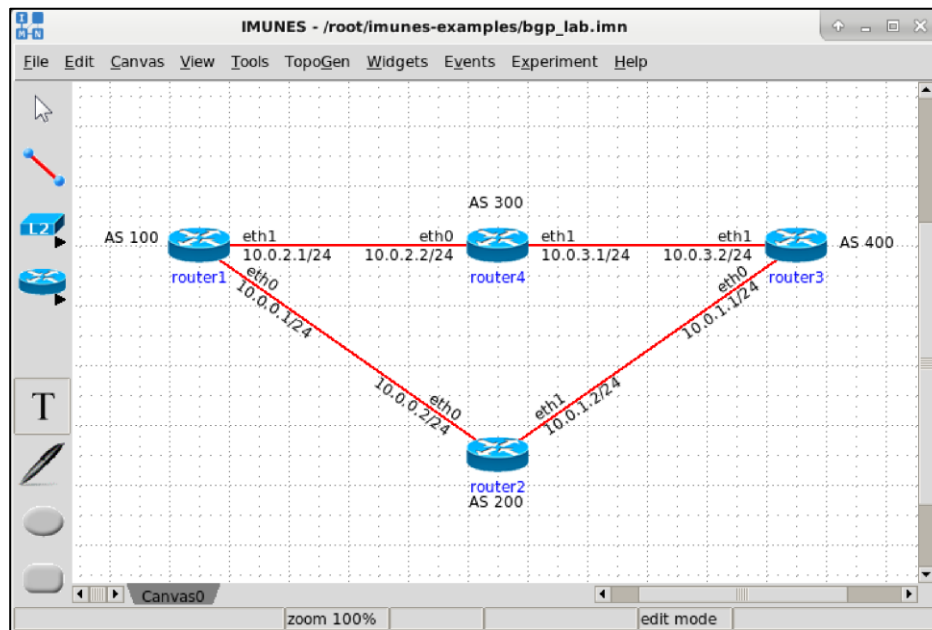 IMUNES - /root/imunes-examples/bgp_lab.imn
File Edit Canvas View Tools TopoGen Widgets Events Experiment Help
L2
T
AS 300
AS 100
eth1
10.0.2.1/24
eth0
10.0.2.2/24
eth1
10.0.3.1/24
eth1
10.0.3.2/24
AS 400
router1
router4
router3
eth0
10.0.0.1/24
eth0
10.0.1.1/24
eth0
10.0.0.2/24
eth1
10.0.1.2/24
router2
AS 200
Canvas0
zoom 100%
edit mode